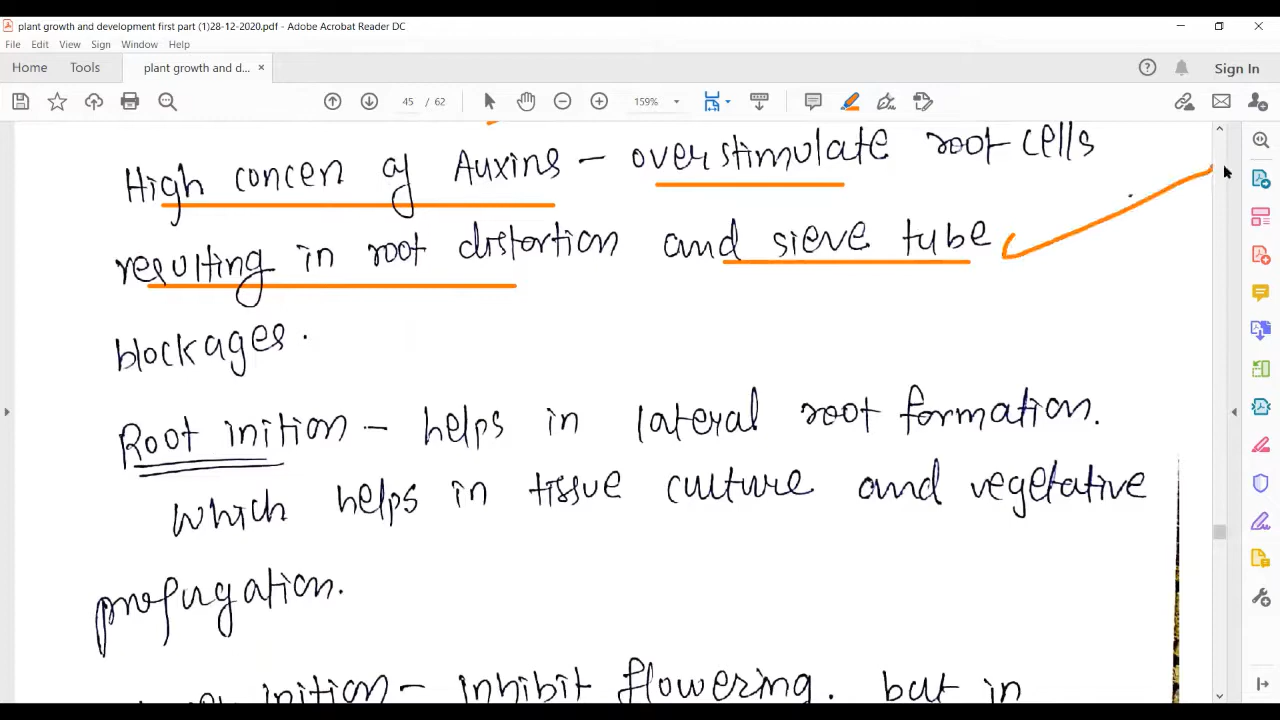 plant growth and development first part (1)28-12-2020.pdf - Adobe Acrobat Reader DC
File Edit View Sign Window Help
Home Tools plant growth and d... × Sign In
45 / 62 159%
High concen of Auxins – overstimulate root cells
resulting in root distortion and sieve tube
blockages.
Root inition – helps in lateral root formation.
which helps in tissue culture and vegetative
propugation.
inition – inhibit flowering. but in